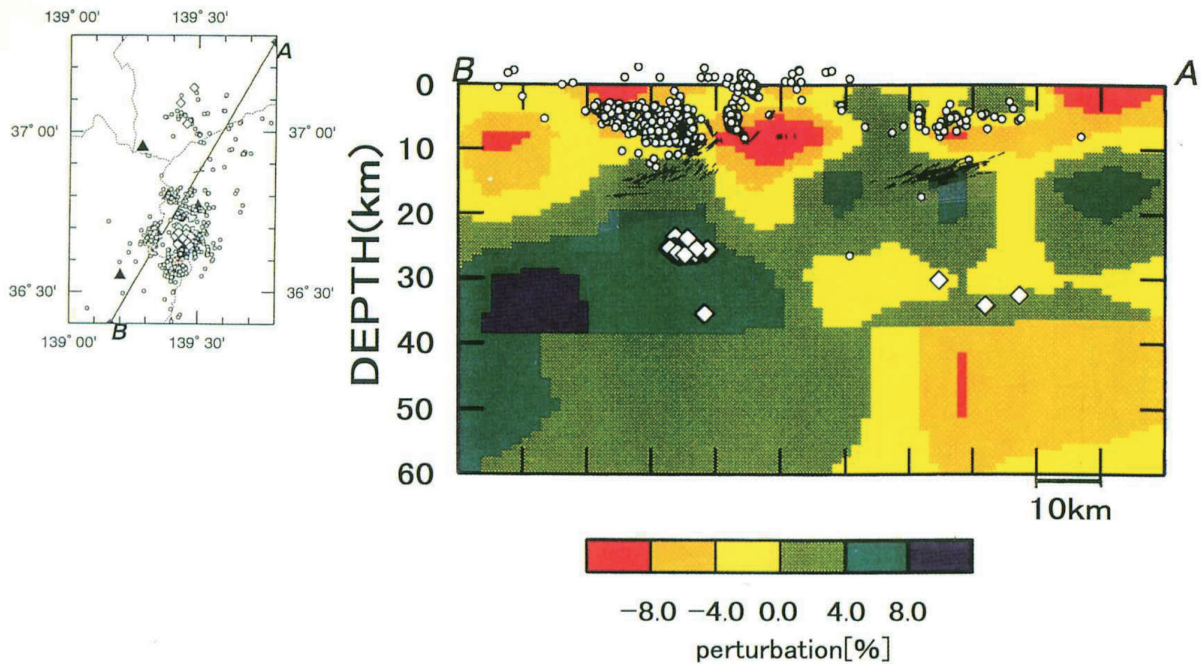 139° 00' 139° 30'
A
37° 00' 37° 00'
36° 30' 36° 30'
B
139° 00' 139° 30'
B A
DEPTH(km)
0
10
20
30
40
50
60
10km
−8.0 −4.0 0.0 4.0 8.0
perturbation[%]